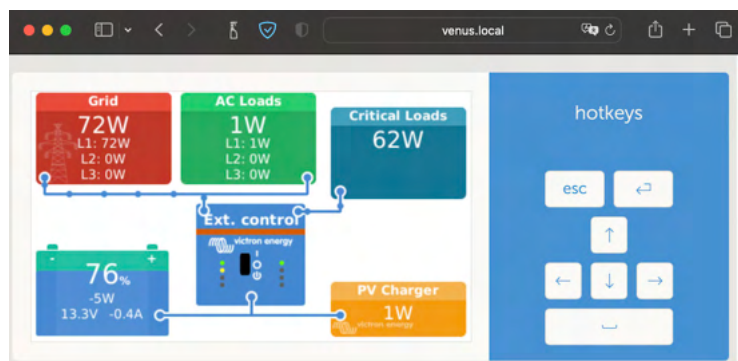 venus.local
Grid
72W
L1: 72W
L2: 0W
L3: 0W
AC Loads
1W
L1: 1W
L2: 0W
L3: 0W
Critical Loads
62W
Ext. control
victron energy
- +
76%
-5W
13.3V -0.4A
PV Charger
1W
victron energy
hotkeys
esc